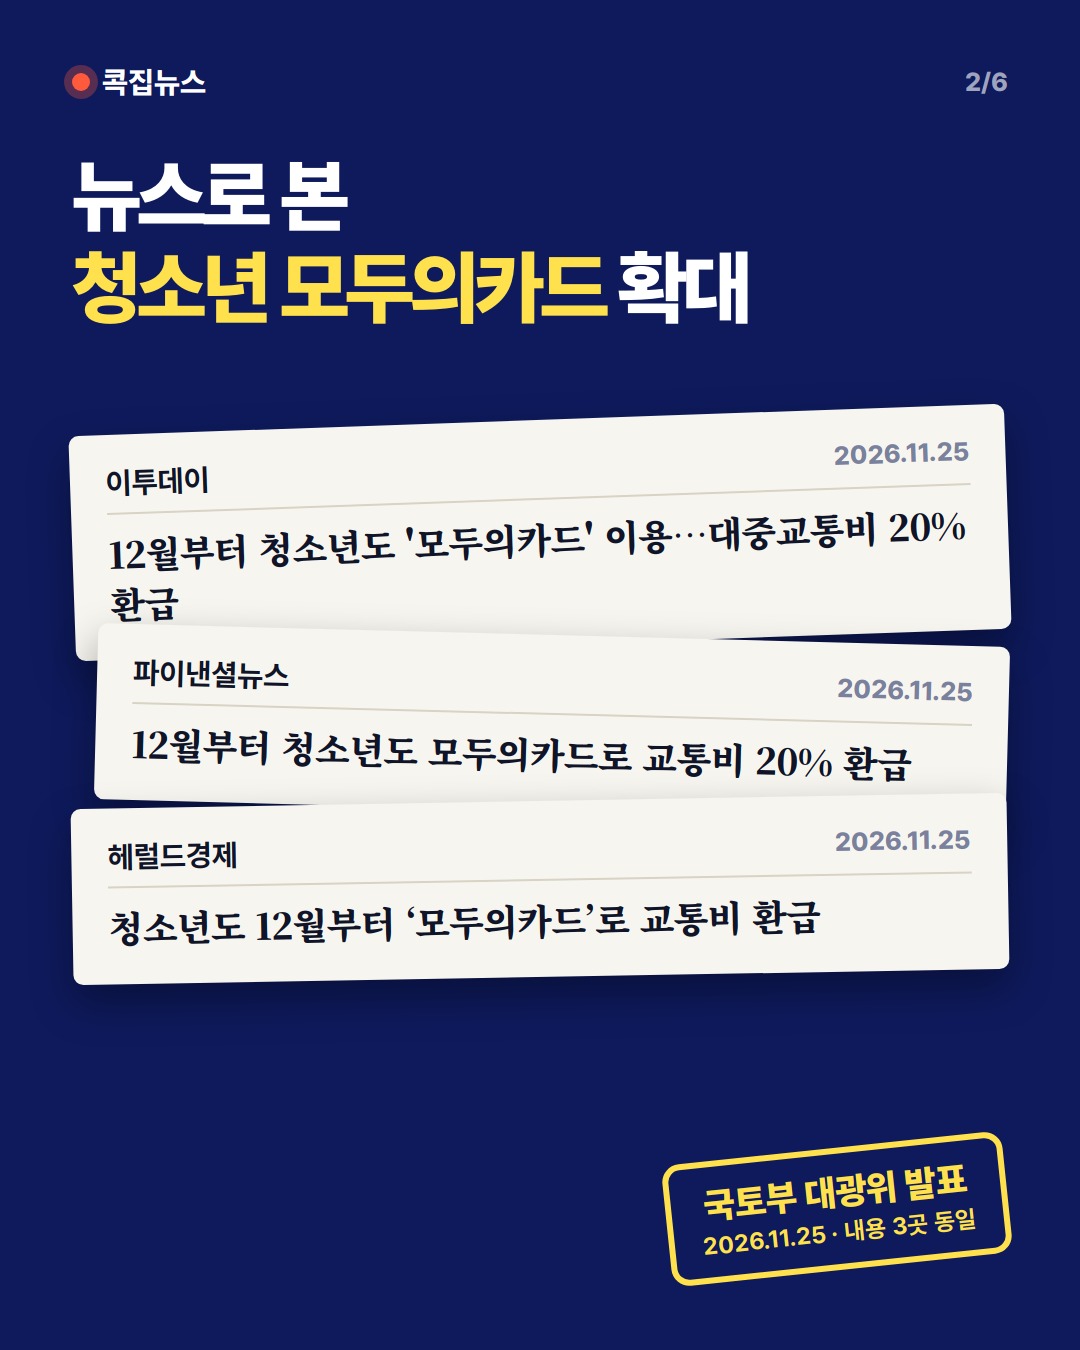 콕집뉴스
2/6
뉴스로 본
청소년 모두의카드 확대
이투데이
2026.11.25
12월부터 청소년도 '모두의카드' 이용…대중교통비 20%
환급
파이낸셜뉴스
2026.11.25
12월부터 청소년도 모두의카드로 교통비 20% 환급
헤럴드경제
2026.11.25
청소년도 12월부터 ‘모두의카드’로 교통비 환급
국토부 대광위 발표
2026.11.25 · 내용 3곳 동일